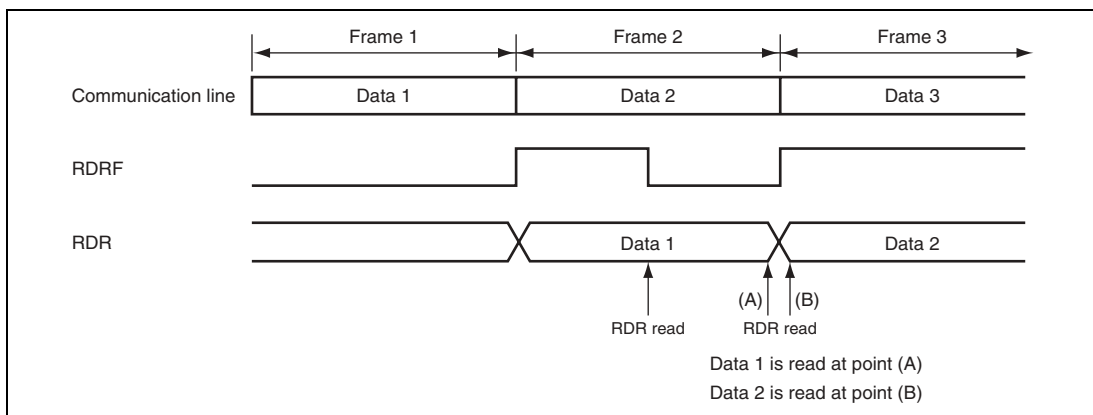 Frame 1 Frame 2 Frame 3
Communication line Data 1 Data 2 Data 3
RDRF
RDR Data 1 Data 2
(A) (B)
RDR read RDR read
Data 1 is read at point (A)
Data 2 is read at point (B)